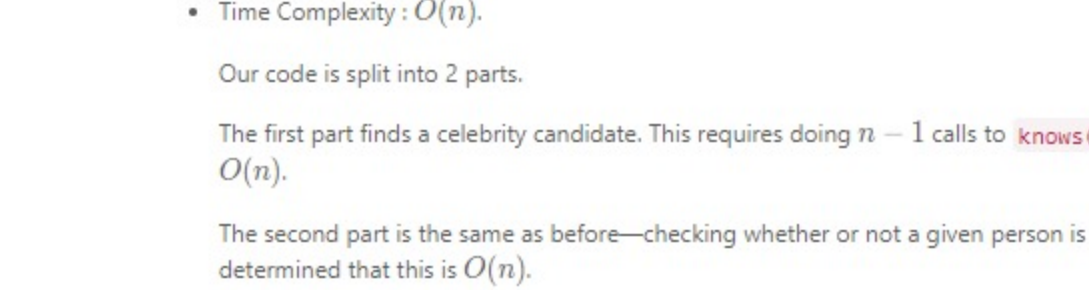 • Time Complexity : O(n).
Our code is split into 2 parts.
The first part finds a celebrity candidate. This requires doing n − 1 calls to knows(
O(n).
The second part is the same as before—checking whether or not a given person is
determined that this is O(n).